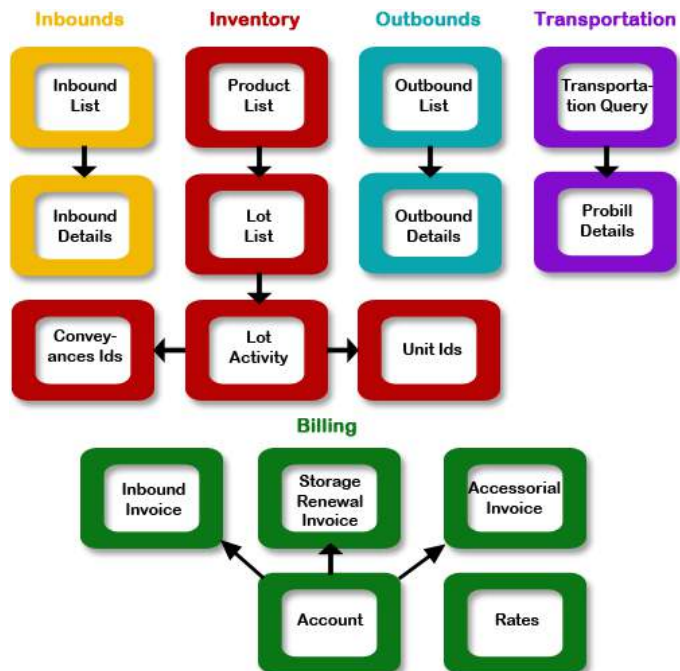 Inbounds
Inventory
Outbounds
Transportation
Inbound
List
Product
List
Outbound
List
Transporta-
tion Query
Inbound
Details
Lot
List
Outbound
Details
Probill
Details
Convey-
ances Ids
Lot
Activity
Unit Ids
Billing
Inbound
Invoice
Storage
Renewal
Invoice
Accessorial
Invoice
Account
Rates